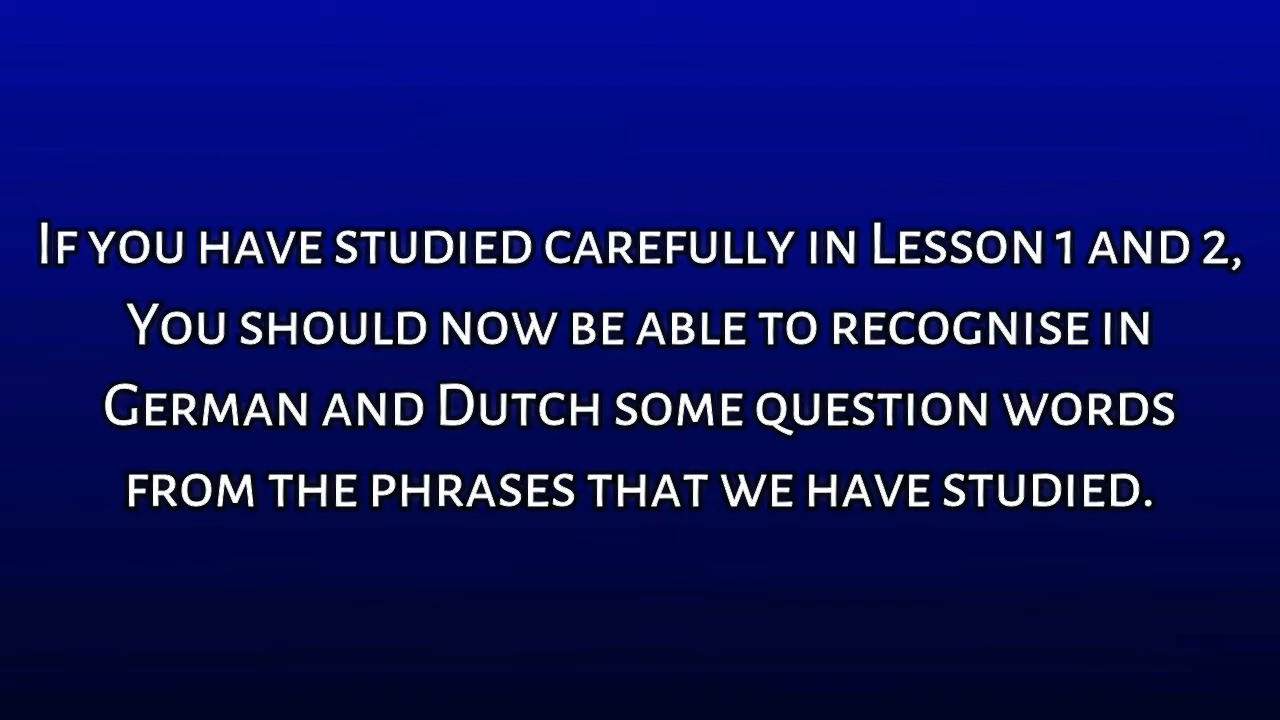 If you have studied carefully in Lesson 1 and 2,
You should now be able to recognise in
German and Dutch some question words
from the phrases that we have studied.